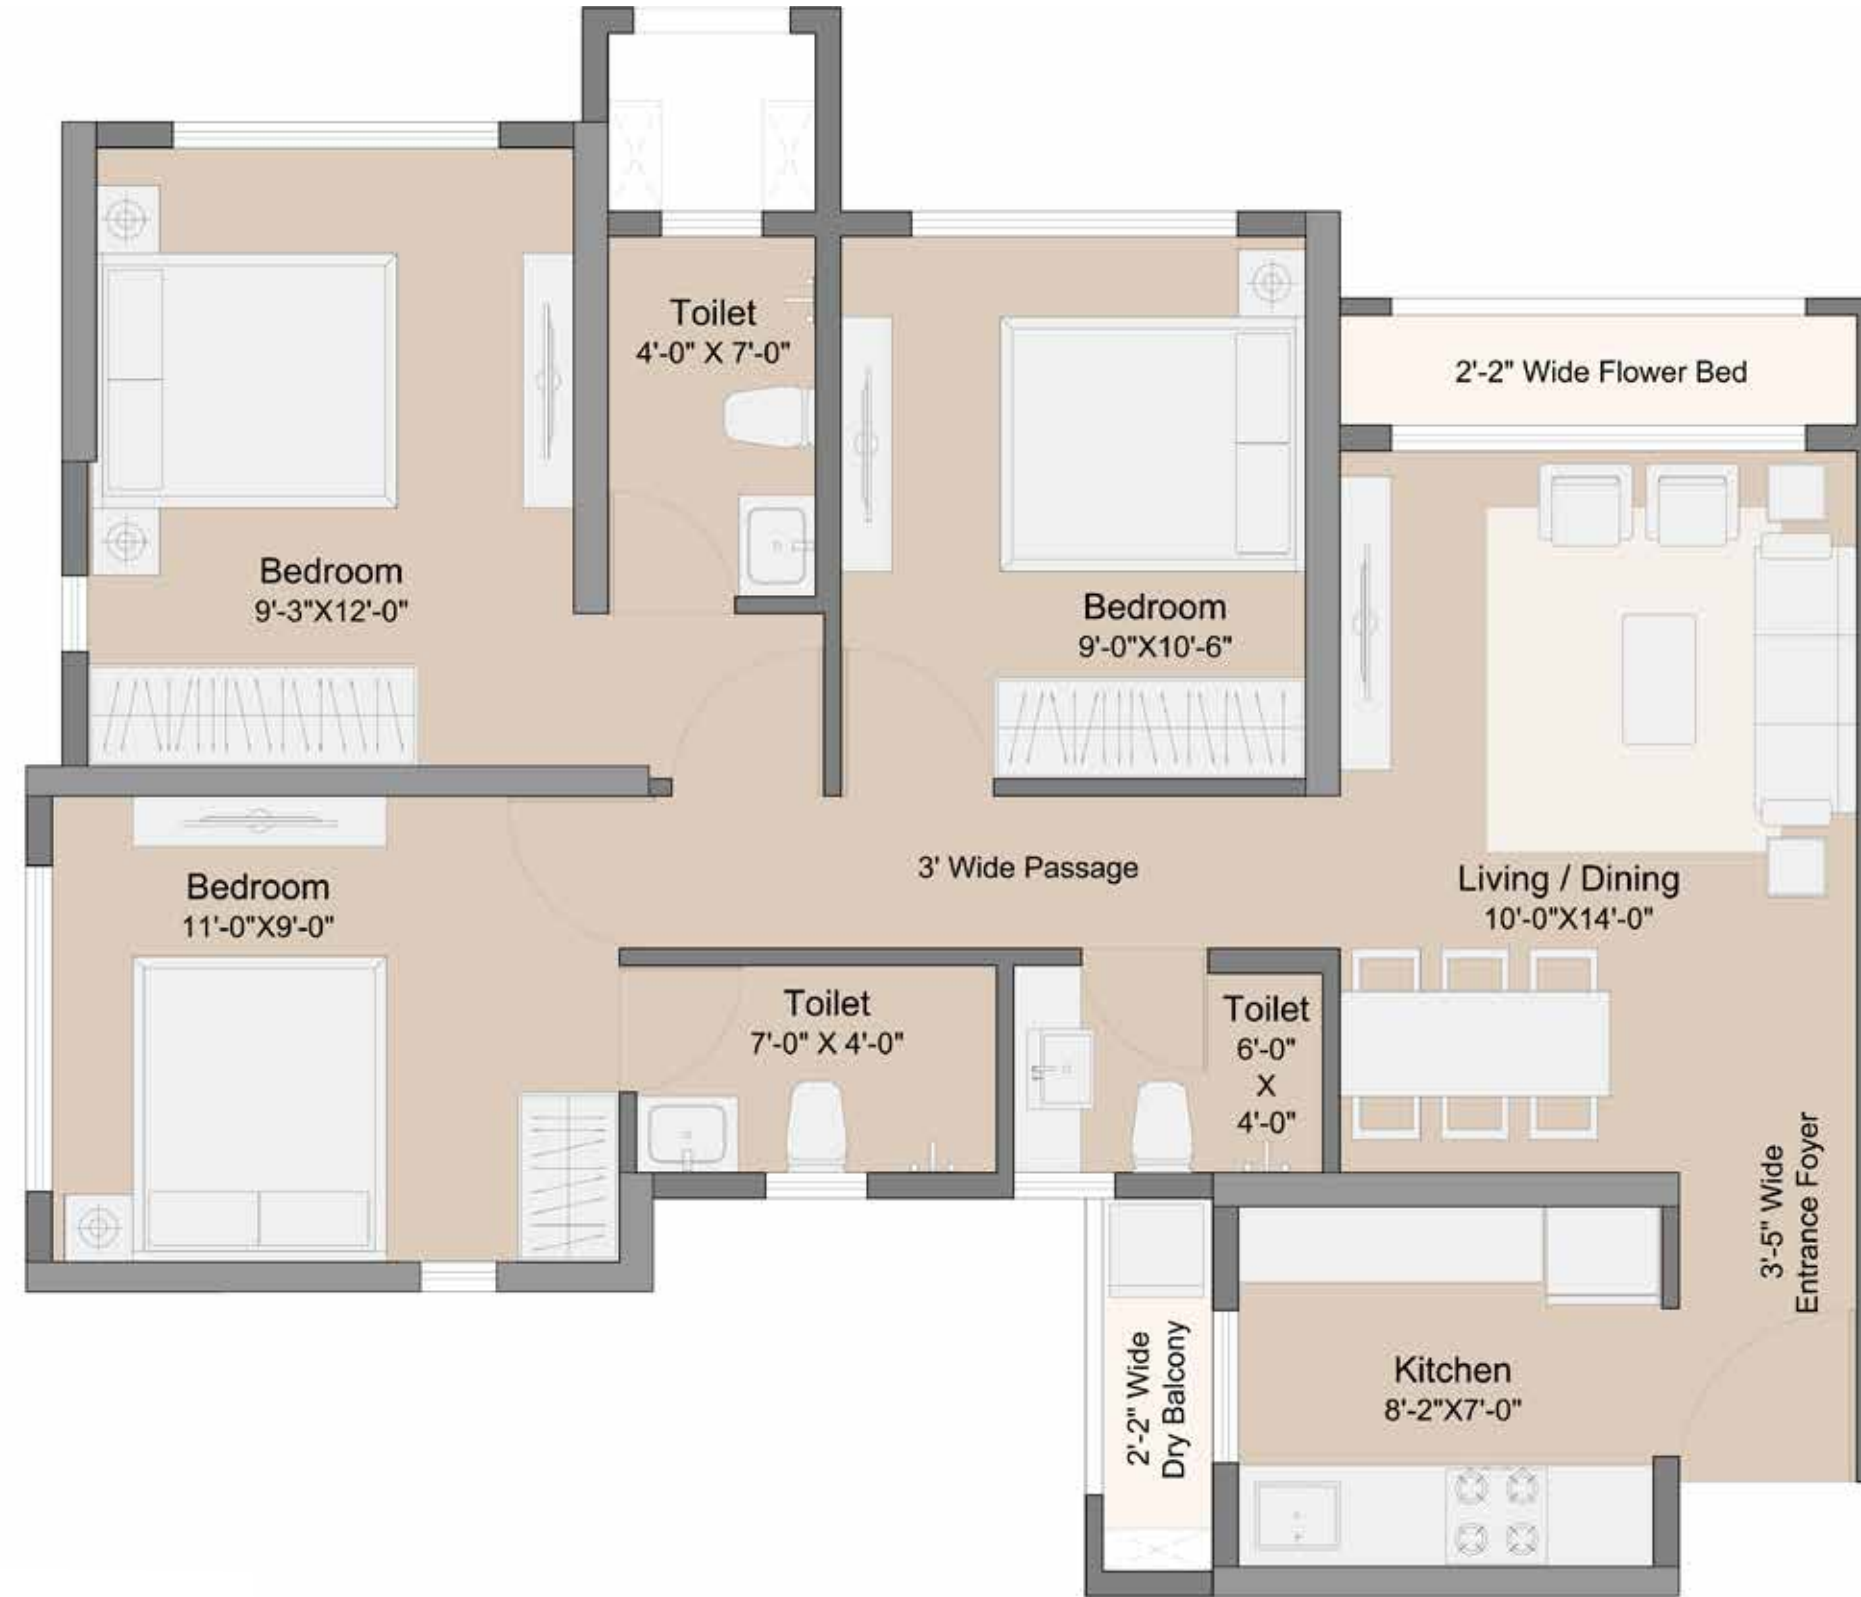 Toilet
4'-0" X 7'-0"
2'-2" Wide Flower Bed
Bedroom
9'-3"X12'-0"
Bedroom
9'-0"X10'-6"
3' Wide Passage
Living / Dining
10'-0"X14'-0"
Bedroom
11'-0"X9'-0"
Toilet
7'-0" X 4'-0"
Toilet
6'-0"
X
4'-0"
3'-5" Wide
Entrance Foyer
2'-2" Wide
Dry Balcony
Kitchen
8'-2"X7'-0"